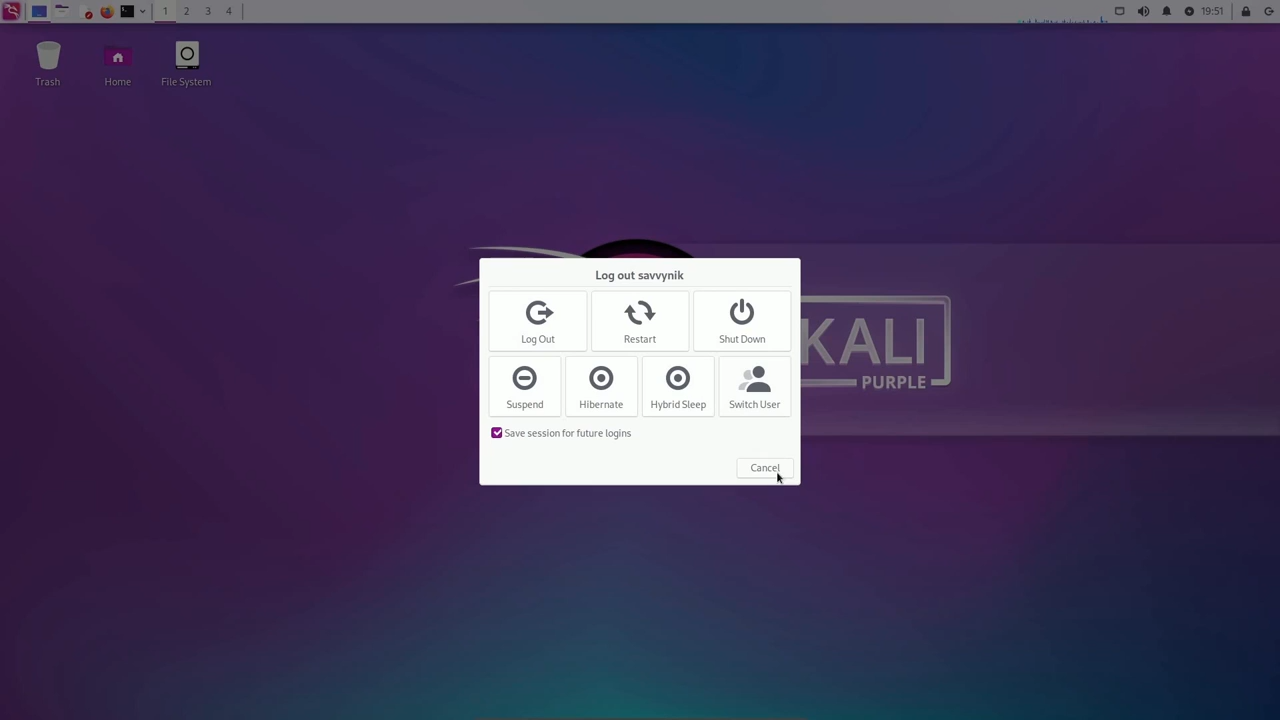 1 2 3 4
19:51
Trash
Home
File System
Log out savvynik
Log Out
Restart
Shut Down
Suspend
Hibernate
Hybrid Sleep
Switch User
Save session for future logins
Cancel
KALI
PURPLE